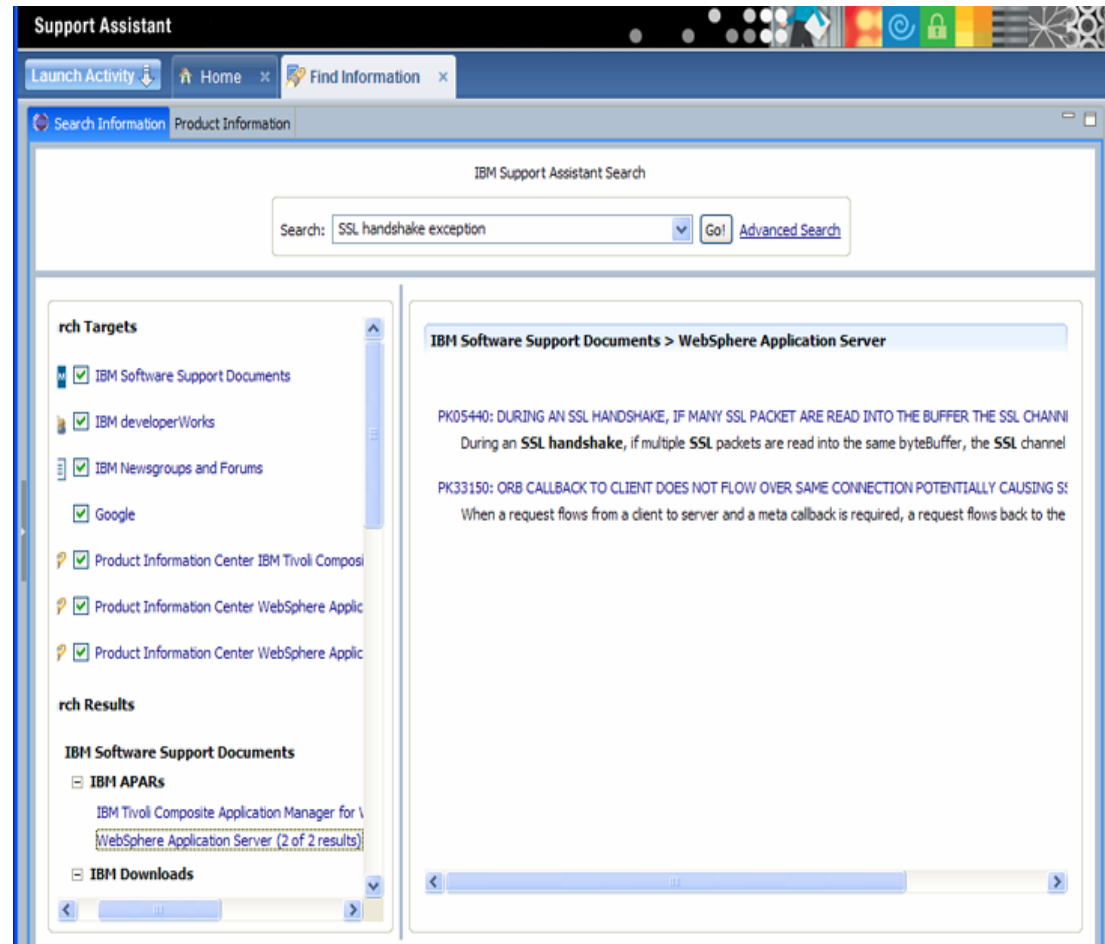 Support Assistant
Launch Activity Home Find Information
Search Information Product Information
IBM Support Assistant Search
Search: SSL handshake exception Go! Advanced Search
rch Targets
IBM Software Support Documents
IBM developerWorks
IBM Newsgroups and Forums
Google
Product Information Center IBM Tivoli Composi
Product Information Center WebSphere Applic
Product Information Center WebSphere Applic
rch Results
IBM Software Support Documents
IBM APARs
IBM Tivoli Composite Application Manager for
WebSphere Application Server (2 of 2 results)
IBM Downloads
IBM Software Support Documents > WebSphere Application Server
PK05440: DURING AN SSL HANDSHAKE, IF MANY SSL PACKET ARE READ INTO THE BUFFER THE SSL CHANN
During an SSL handshake, if multiple SSL packets are read into the same byteBuffer, the SSL channel
PK33150: ORB CALLBACK TO CLIENT DOES NOT FLOW OVER SAME CONNECTION POTENTIALLY CAUSING
When a request flows from a client to server and a meta callback is required, a request flows back to the